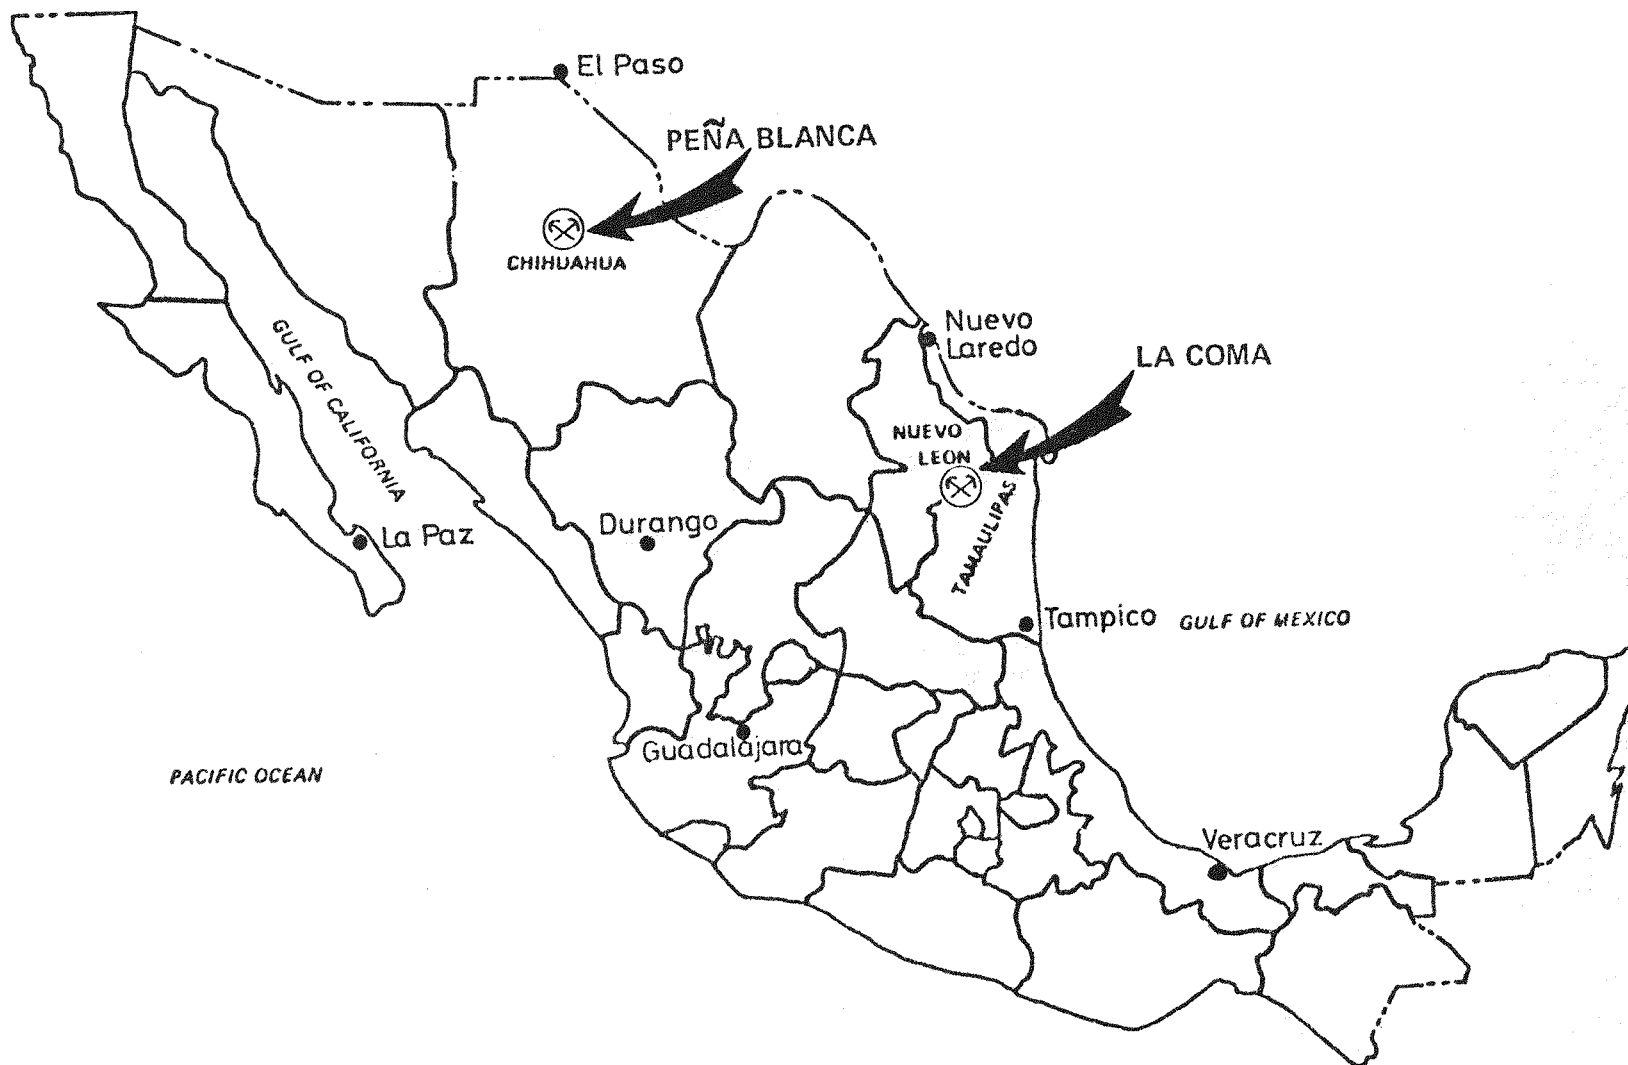 El Paso
PEÑA BLANCA
CHIHUAHUA
Nuevo
Laredo
LA COMA
GULF OF CALIFORNIA
NUEVO
LEON
TAMAULIPAS
Durango
La Paz
Tampico
GULF OF MEXICO
Guadalajara
PACIFIC OCEAN
Veracruz